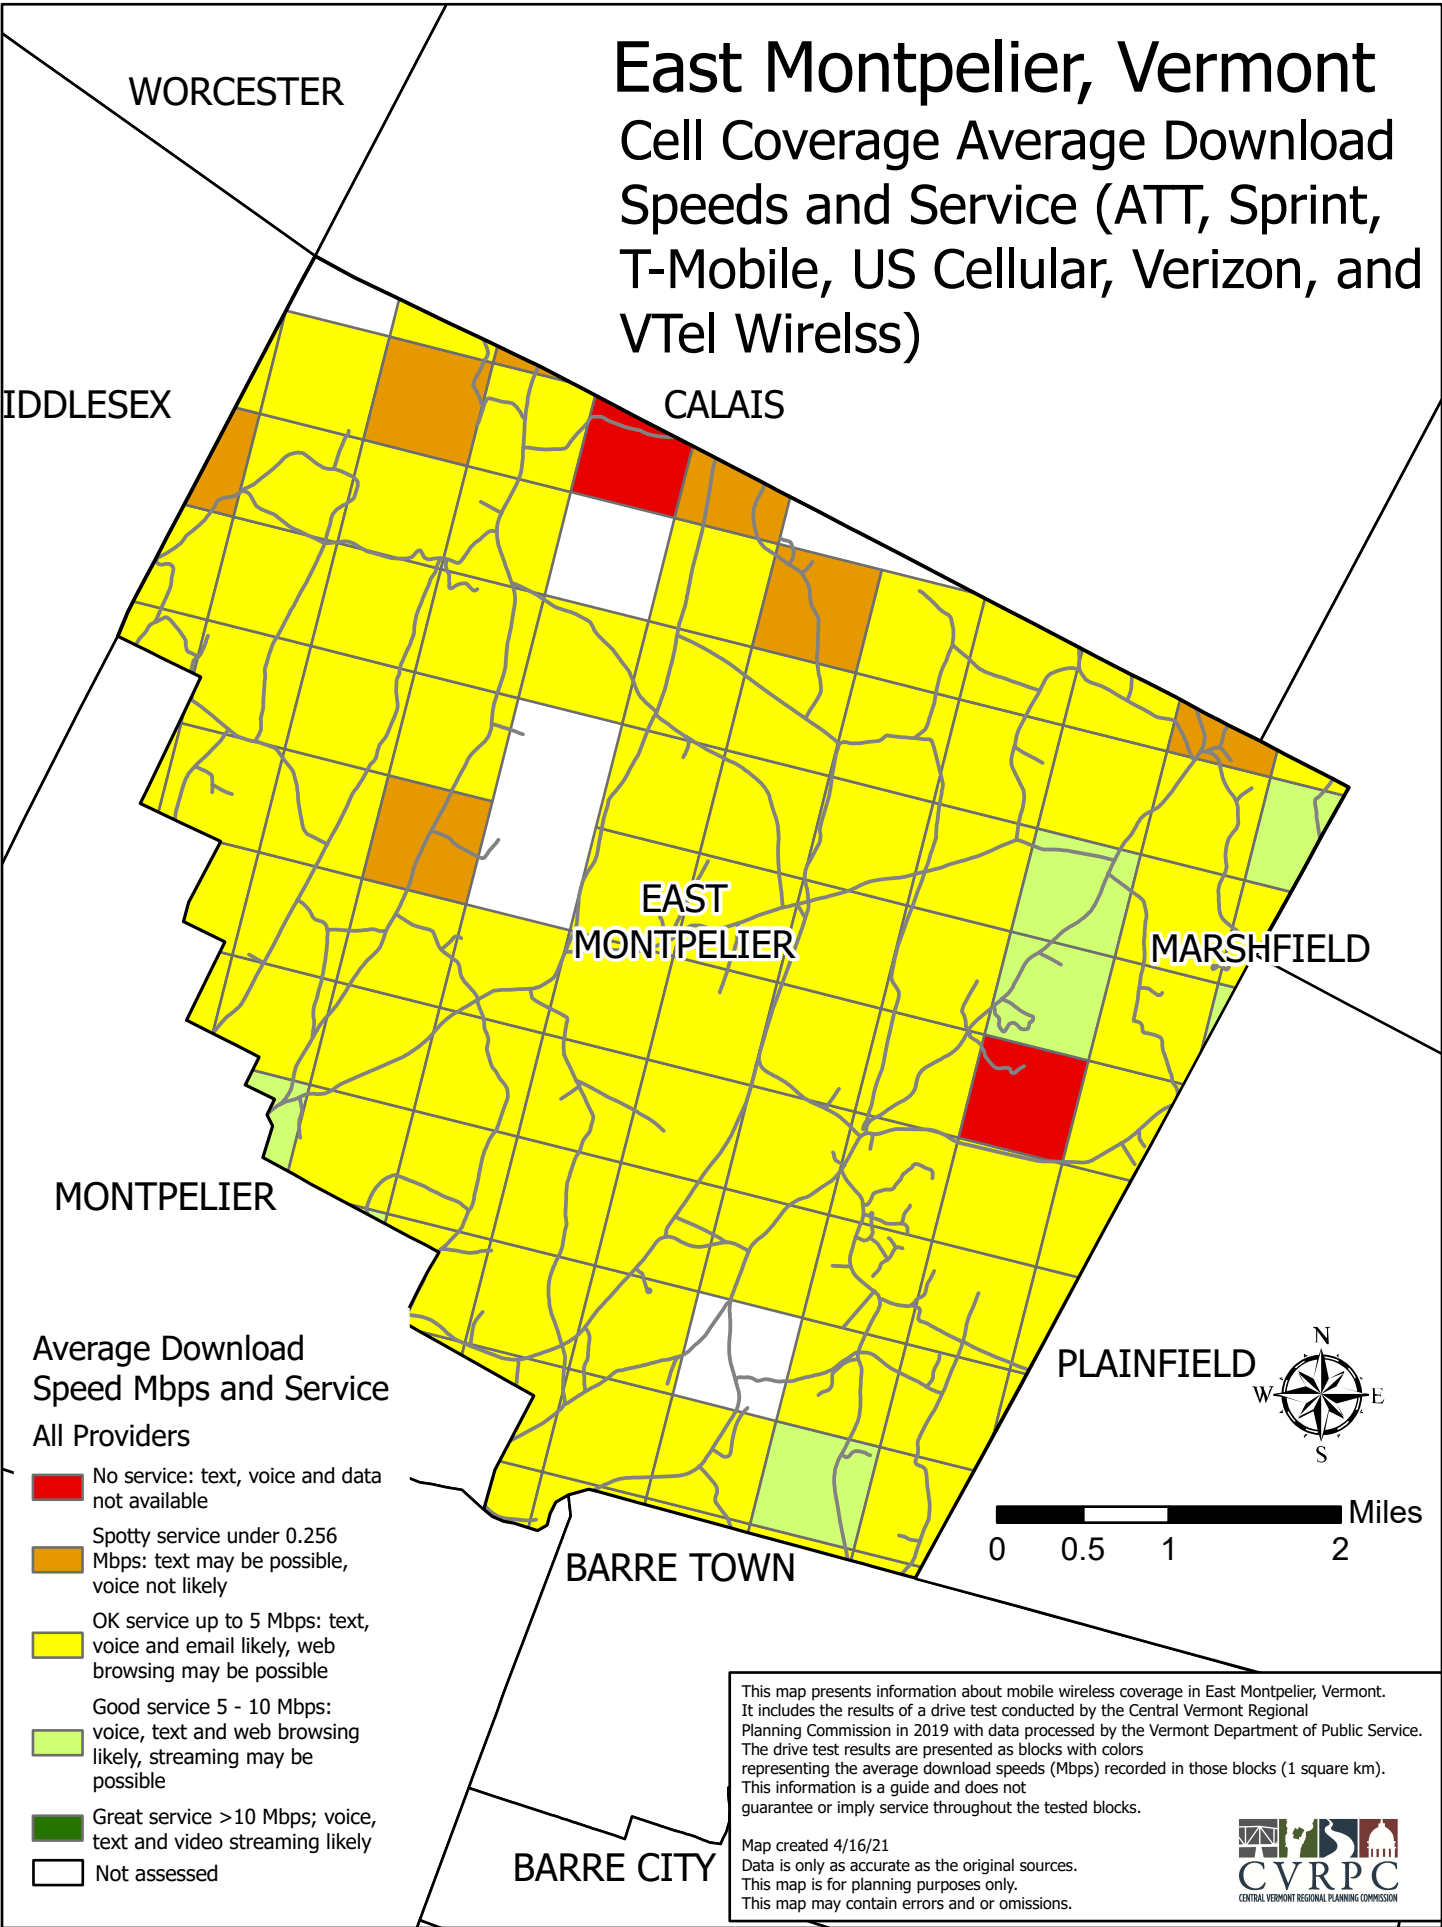 East Montpelier, Vermont
Cell Coverage Average Download
Speeds and Service (ATT, Sprint,
T-Mobile, US Cellular, Verizon, and
VTel Wirelss)
WORCESTER
IDDLESEX
CALAIS
EAST
MONTPELIER
MARSHFIELD
MONTPELIER
PLAINFIELD
N
W
E
S
Miles
0 0.5 1 2
BARRE TOWN
BARRE CITY
Average Download
Speed Mbps and Service
All Providers
No service: text, voice and data
not available
Spotty service under 0.256
Mbps: text may be possible,
voice not likely
OK service up to 5 Mbps: text,
voice and email likely, web
browsing may be possible
Good service 5 - 10 Mbps:
voice, text and web browsing
likely, streaming may be
possible
Great service >10 Mbps; voice,
text and video streaming likely
Not assessed
This map presents information about mobile wireless coverage in East Montpelier, Vermont.
It includes the results of a drive test conducted by the Central Vermont Regional
Planning Commission in 2019 with data processed by the Vermont Department of Public Service.
The drive test results are presented as blocks with colors
representing the average download speeds (Mbps) recorded in those blocks (1 square km).
This information is a guide and does not
guarantee or imply service throughout the tested blocks.
Map created 4/16/21
Data is only as accurate as the original sources.
This map is for planning purposes only.
This map may contain errors and or omissions.
CVRPC
CENTRAL VERMONT REGIONAL PLANNING COMMISSION